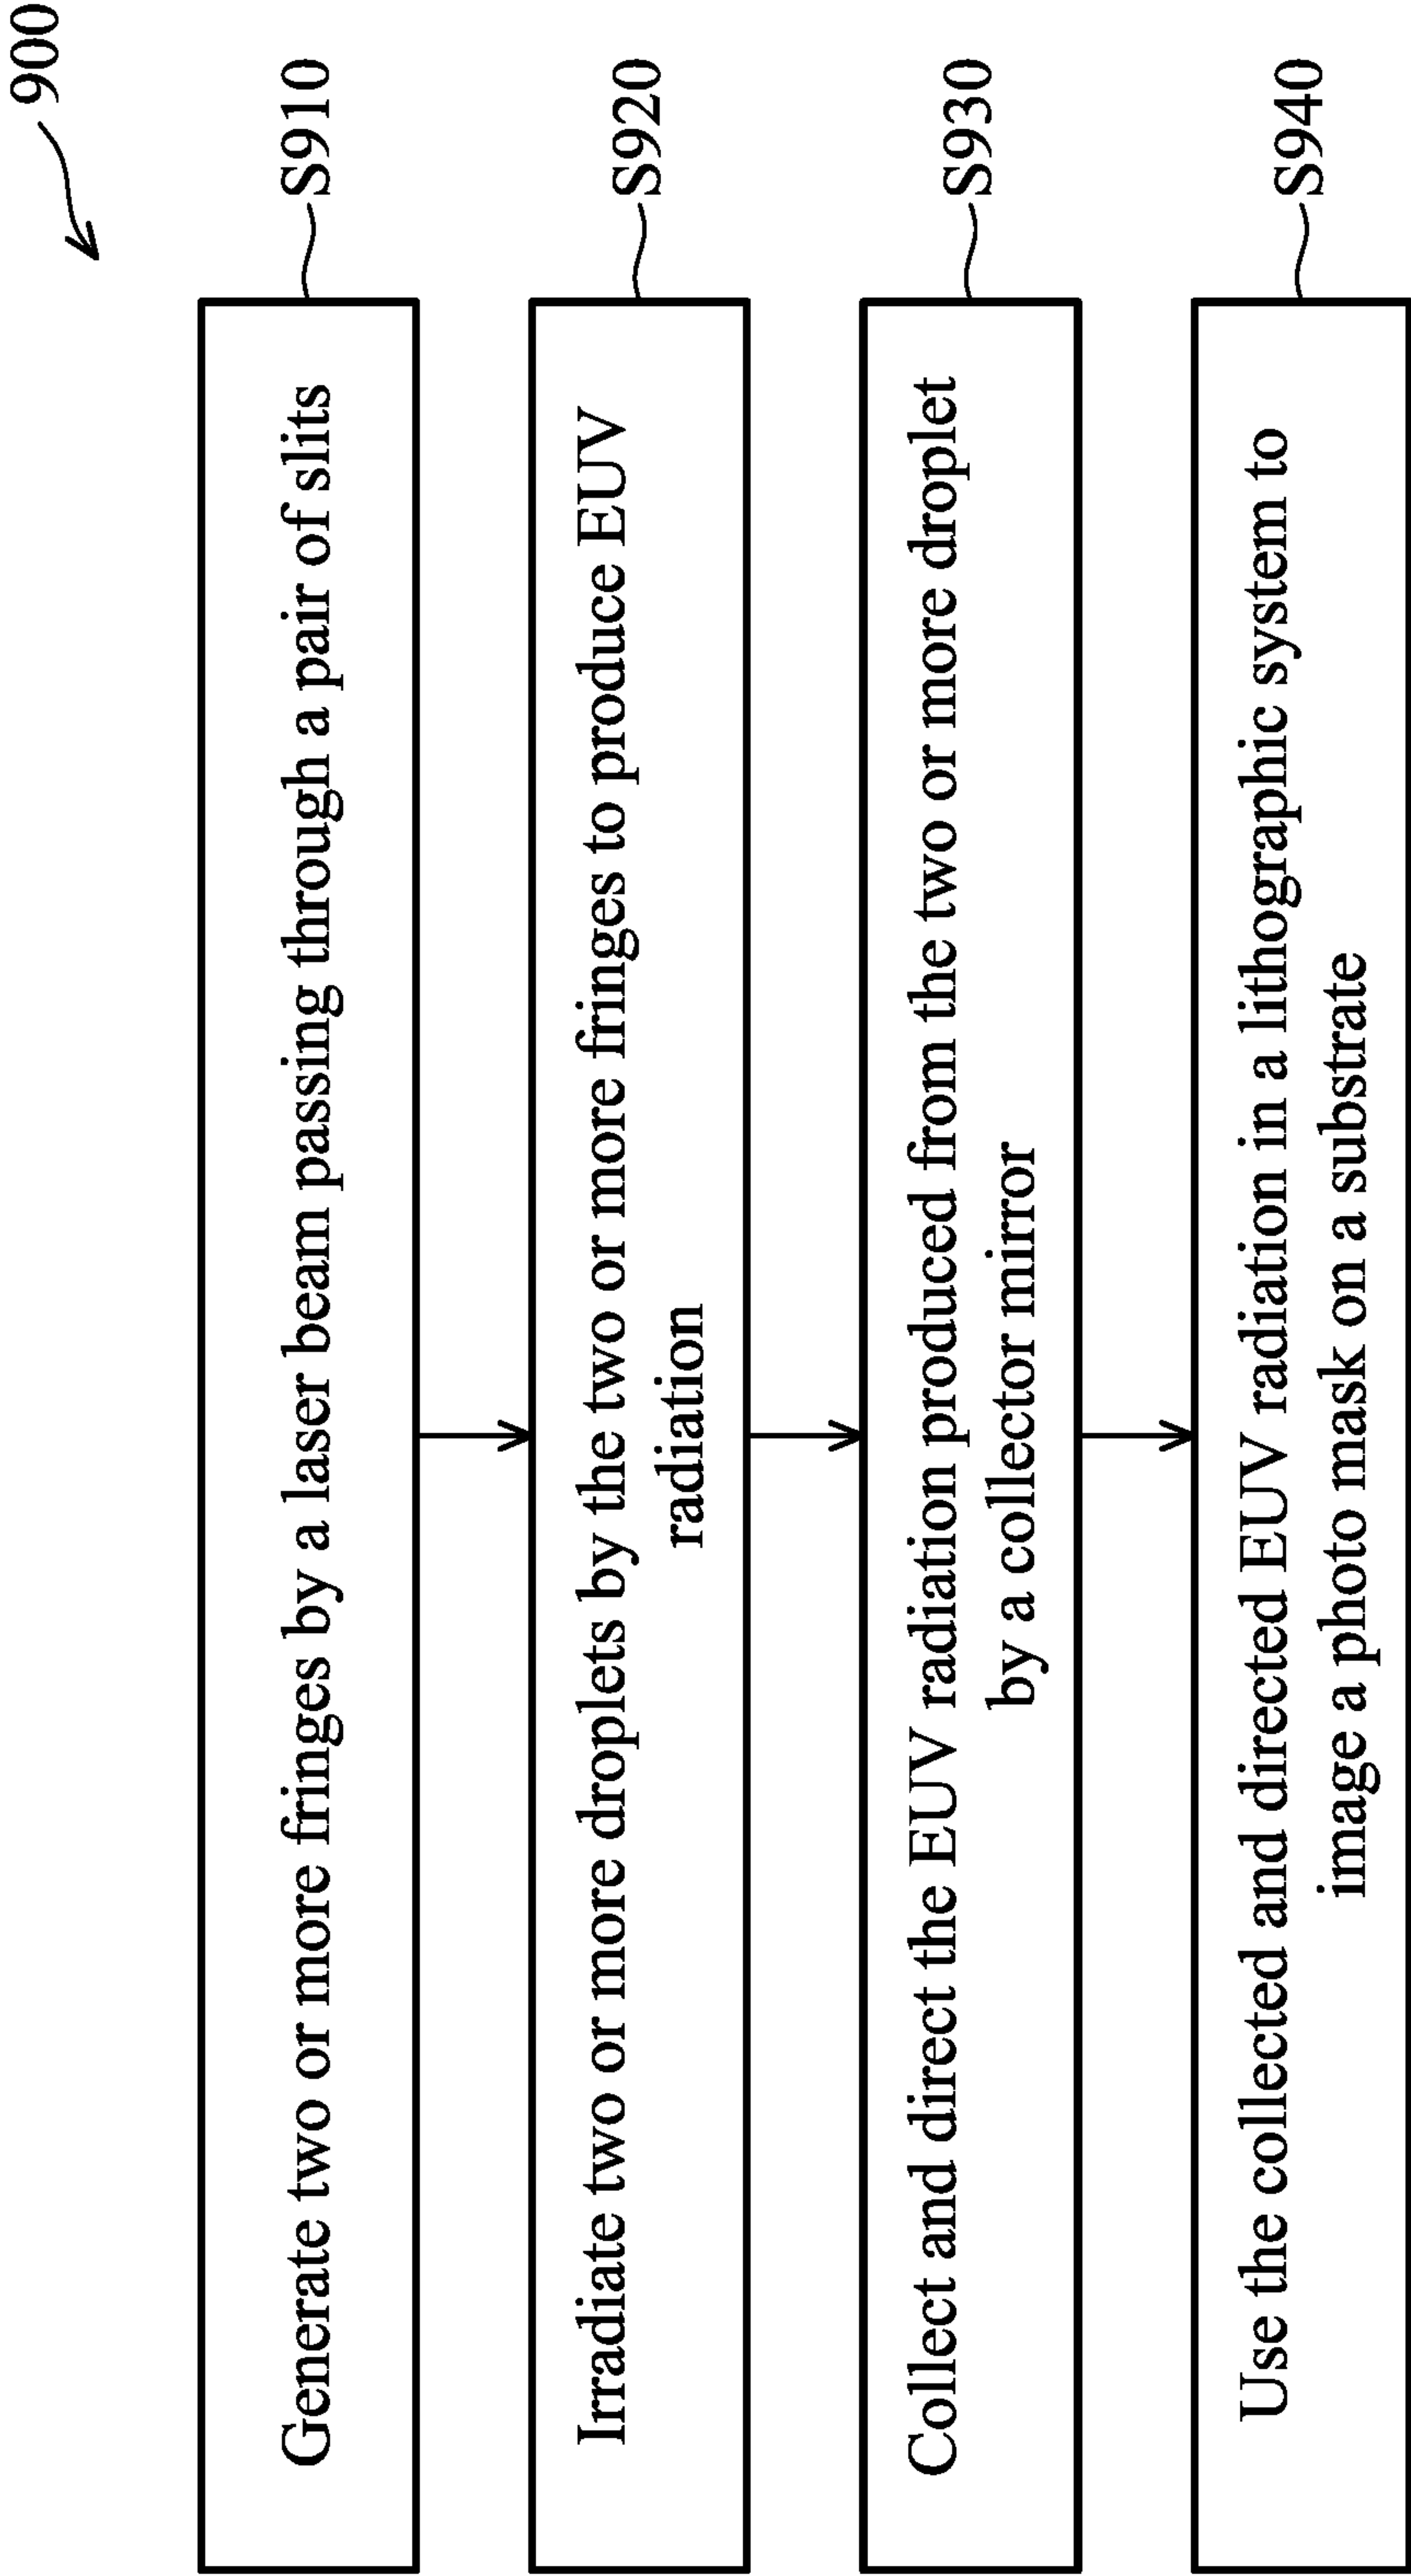 900
Generate two or more fringes by a laser beam passing through a pair of slits
S910
Irradiate two or more droplets by the two or more fringes to produce EUV
radiation
S920
Collect and direct the EUV radiation produced from the two or more droplet
by a collector mirror
S930
Use the collected and directed EUV radiation in a lithographic system to
image a photo mask on a substrate
S940